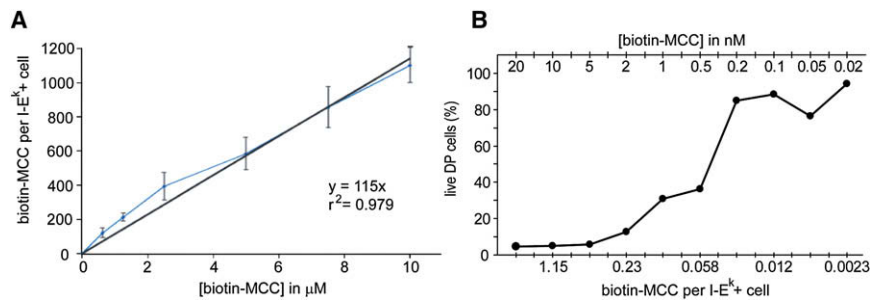 A
biotin-MCC per I-Eᵏ+ cell
1200
1000
800
600
400
200
0
0 2 4 6 8 10
[biotin-MCC] in μM
y = 115x
r²= 0.979
B
[biotin-MCC] in nM
20 10 5 2 1 0.5 0.2 0.1 0.05 0.02
live DP cells (%)
100
80
60
40
20
0
1.15 0.23 0.058 0.012 0.0023
biotin-MCC per I-Eᵏ+ cell